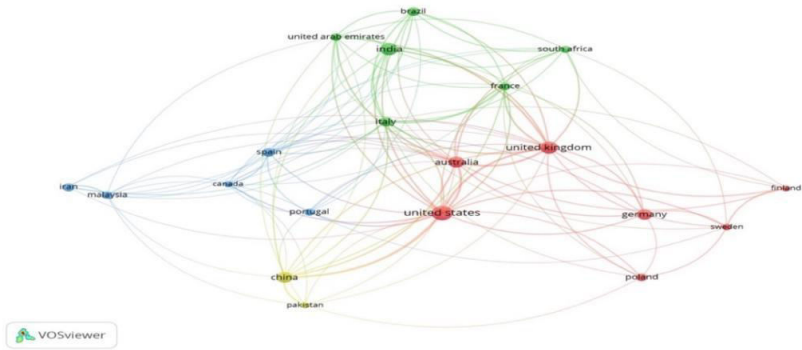 brazil
united arab emirates
india
south africa
france
italy
united kingdom
spain
australia
canada
iran
malaysia
finland
portugal
united states
germany
sweden
china
poland
pakistan
VOSviewer